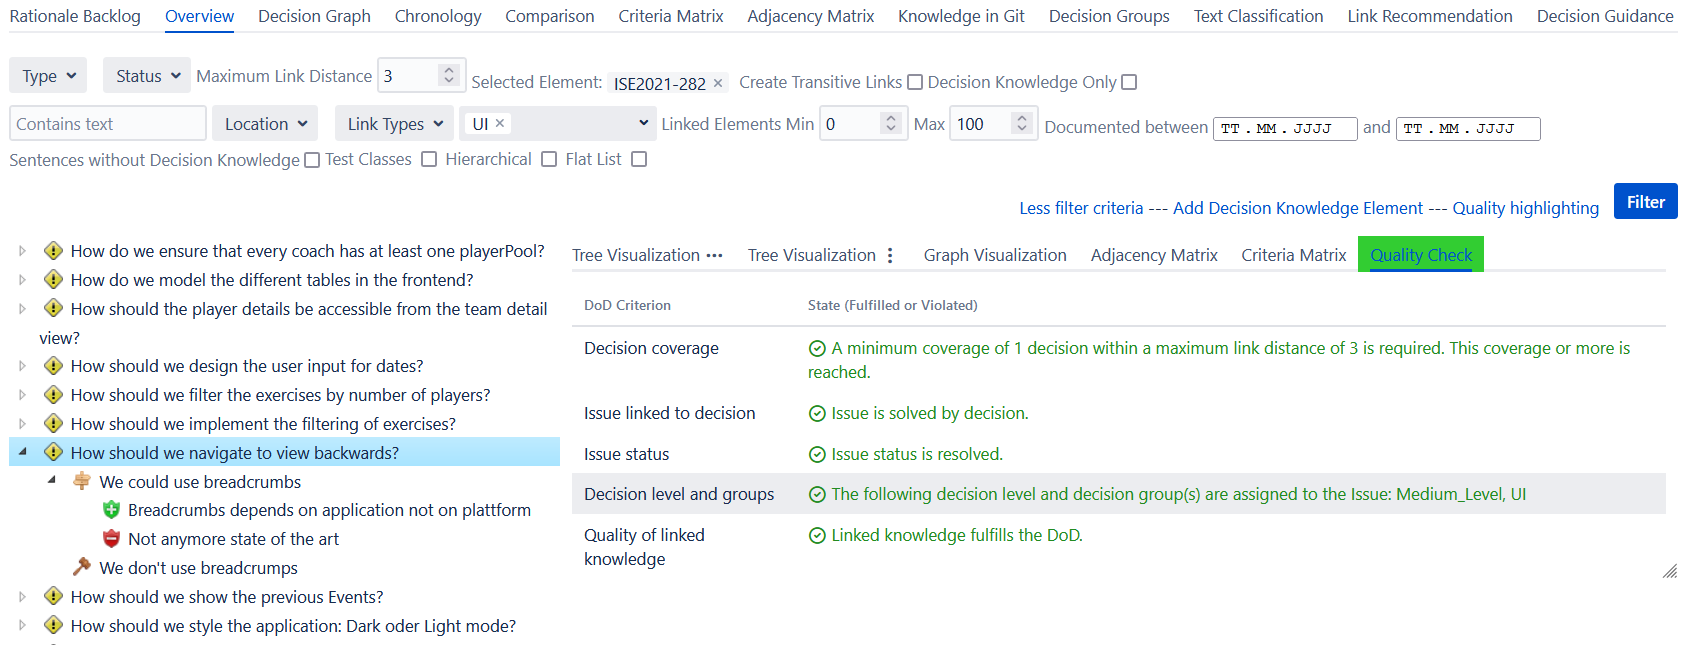 Rationale Backlog Overview Decision Graph Chronology Comparison Criteria Matrix Adjacency Matrix Knowledge in Git Decision Groups Text Classification Link Recommendation Decision Guidance
Type Status Maximum Link Distance 3 Selected Element: ISE2021-282 × Create Transitive Links Decision Knowledge Only
Contains text Location Link Types UI × Linked Elements Min 0 Max 100 Documented between TT.MM.JJJJ and TT.MM.JJJJ
Sentences without Decision Knowledge Test Classes Hierarchical Flat List
Less filter criteria --- Add Decision Knowledge Element --- Quality highlighting Filter
How do we ensure that every coach has at least one playerPool?
How do we model the different tables in the frontend?
How should the player details be accessible from the team detail
view?
How should we design the user input for dates?
How should we filter the exercises by number of players?
How should we implement the filtering of exercises?
How should we navigate to view backwards?
We could use breadcrumbs
Breadcrumbs depends on application not on plattform
Not anymore state of the art
We don't use breadcrumps
How should we show the previous Events?
How should we style the application: Dark oder Light mode?
Tree Visualization ••• Tree Visualization ⋮ Graph Visualization Adjacency Matrix Criteria Matrix Quality Check
DoD Criterion State (Fulfilled or Violated)
Decision coverage A minimum coverage of 1 decision within a maximum link distance of 3 is required. This coverage or more is
reached.
Issue linked to decision Issue is solved by decision.
Issue status Issue status is resolved.
Decision level and groups The following decision level and decision group(s) are assigned to the Issue: Medium_Level, UI
Quality of linked Linked knowledge fulfills the DoD.
knowledge